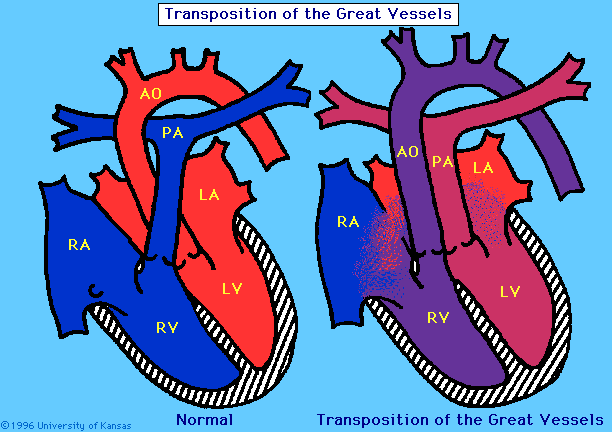 Transposition of the Great Vessels
AO
PA
LA
RA
LV
RV
AO
PA
LA
RA
LV
RV
©1996 University of Kansas
Normal
Transposition of the Great Vessels